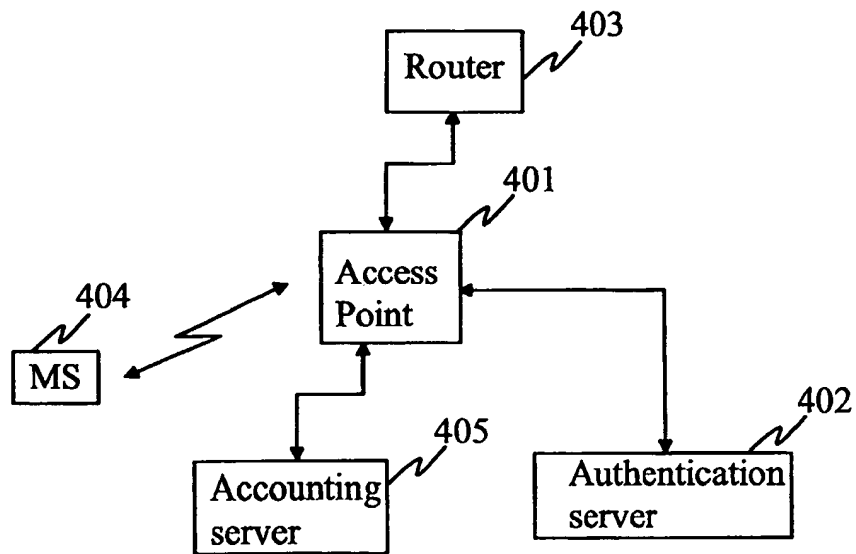 403
Router
401
Access
Point
404
MS
405
402
Accounting
server
Authentication
server